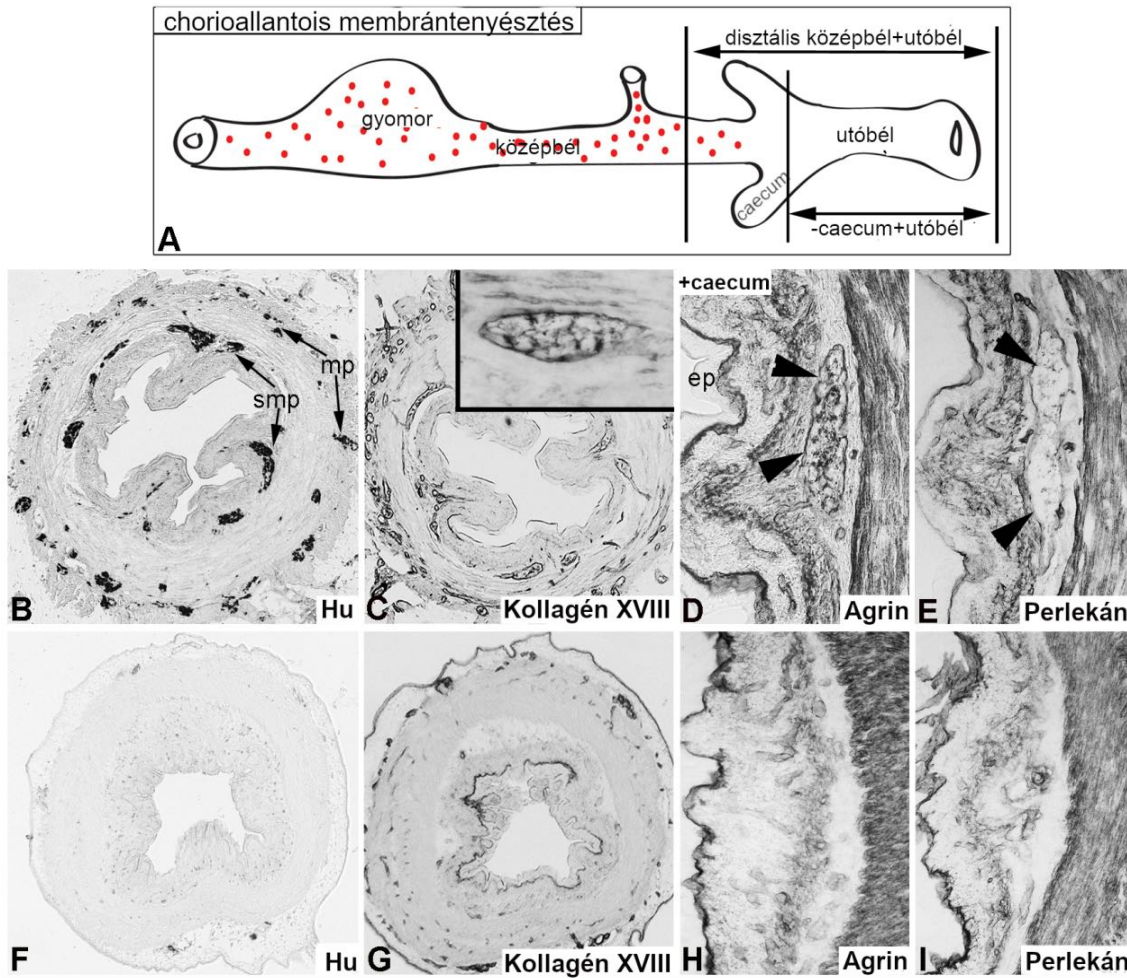 chorioallantois membrántenyésztés
disztális középbél+utóbél
gyomor
középbél
utóbél
caecum
-caecum+utóbél
A
mp
smp
B
Hu
C
Kollagén XVIII
+caecum
ep
D
Agrin
E
Perlekán
F
Hu
G
Kollagén XVIII
H
Agrin
I
Perlekán